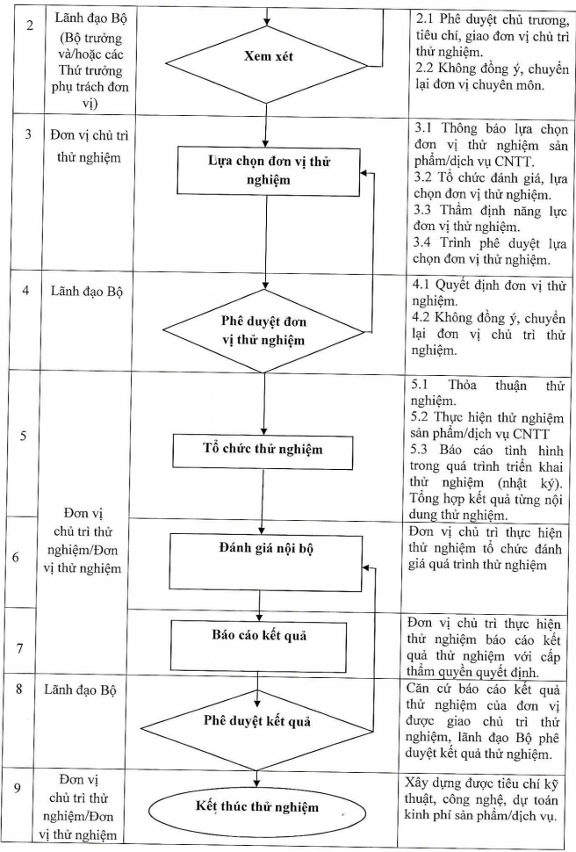 2
Lãnh đạo Bộ
(Bộ trưởng
và/hoặc các
Thứ trưởng
phụ trách đơn
vị)
Xem xét
2.1 Phê duyệt chủ trương,
tiêu chí, giao đơn vị chủ trì
thử nghiệm.
2.2 Không đồng ý, chuyển
lại đơn vị chuyên môn.
3
Đơn vị chủ trì
thử nghiệm
Lựa chọn đơn vị thử
nghiệm
3.1 Thông báo lựa chọn
đơn vị thử nghiệm sản
phẩm/dịch vụ CNTT.
3.2 Tổ chức đánh giá, lựa
chọn đơn vị thử nghiệm.
3.3 Thẩm định năng lực
đơn vị thử nghiệm.
3.4 Trình phê duyệt lựa
chọn đơn vị thử nghiệm.
4
Lãnh đạo Bộ
Phê duyệt đơn
vị thử nghiệm
4.1 Quyết định đơn vị thử
nghiệm.
4.2 Không đồng ý, chuyển
lại đơn vị chủ trì thử
nghiệm.
5
Tổ chức thử nghiệm
5.1 Thỏa thuận thử
nghiệm.
5.2 Thực hiện thử nghiệm
sản phẩm/dịch vụ CNTT
5.3 Báo cáo tình hình
trong quá trình triển khai
thử nghiệm (nhật ký).
Tổng hợp kết quả từng nội
dung thử nghiệm.
Đơn vị
chủ trì thử
nghiệm/Đơn
vị thử nghiệm
6
Đánh giá nội bộ
Đơn vị chủ trì thực hiện
thử nghiệm tổ chức đánh
giá quá trình thử nghiệm
7
Báo cáo kết quả
Đơn vị chủ trì thực hiện
thử nghiệm báo cáo kết
quả thử nghiệm với cấp
thẩm quyền quyết định.
8
Lãnh đạo Bộ
Phê duyệt kết quả
Căn cứ báo cáo kết quả
thử nghiệm của đơn vị
được giao chủ trì thử
nghiệm, lãnh đạo Bộ phê
duyệt kết quả thử nghiệm.
9
Đơn vị
chủ trì thử
nghiệm/Đơn
vị thử nghiệm
Kết thúc thử nghiệm
Xây dựng được tiêu chí kỹ
thuật, công nghệ, dự toán
kinh phí sản phẩm/dịch vụ.